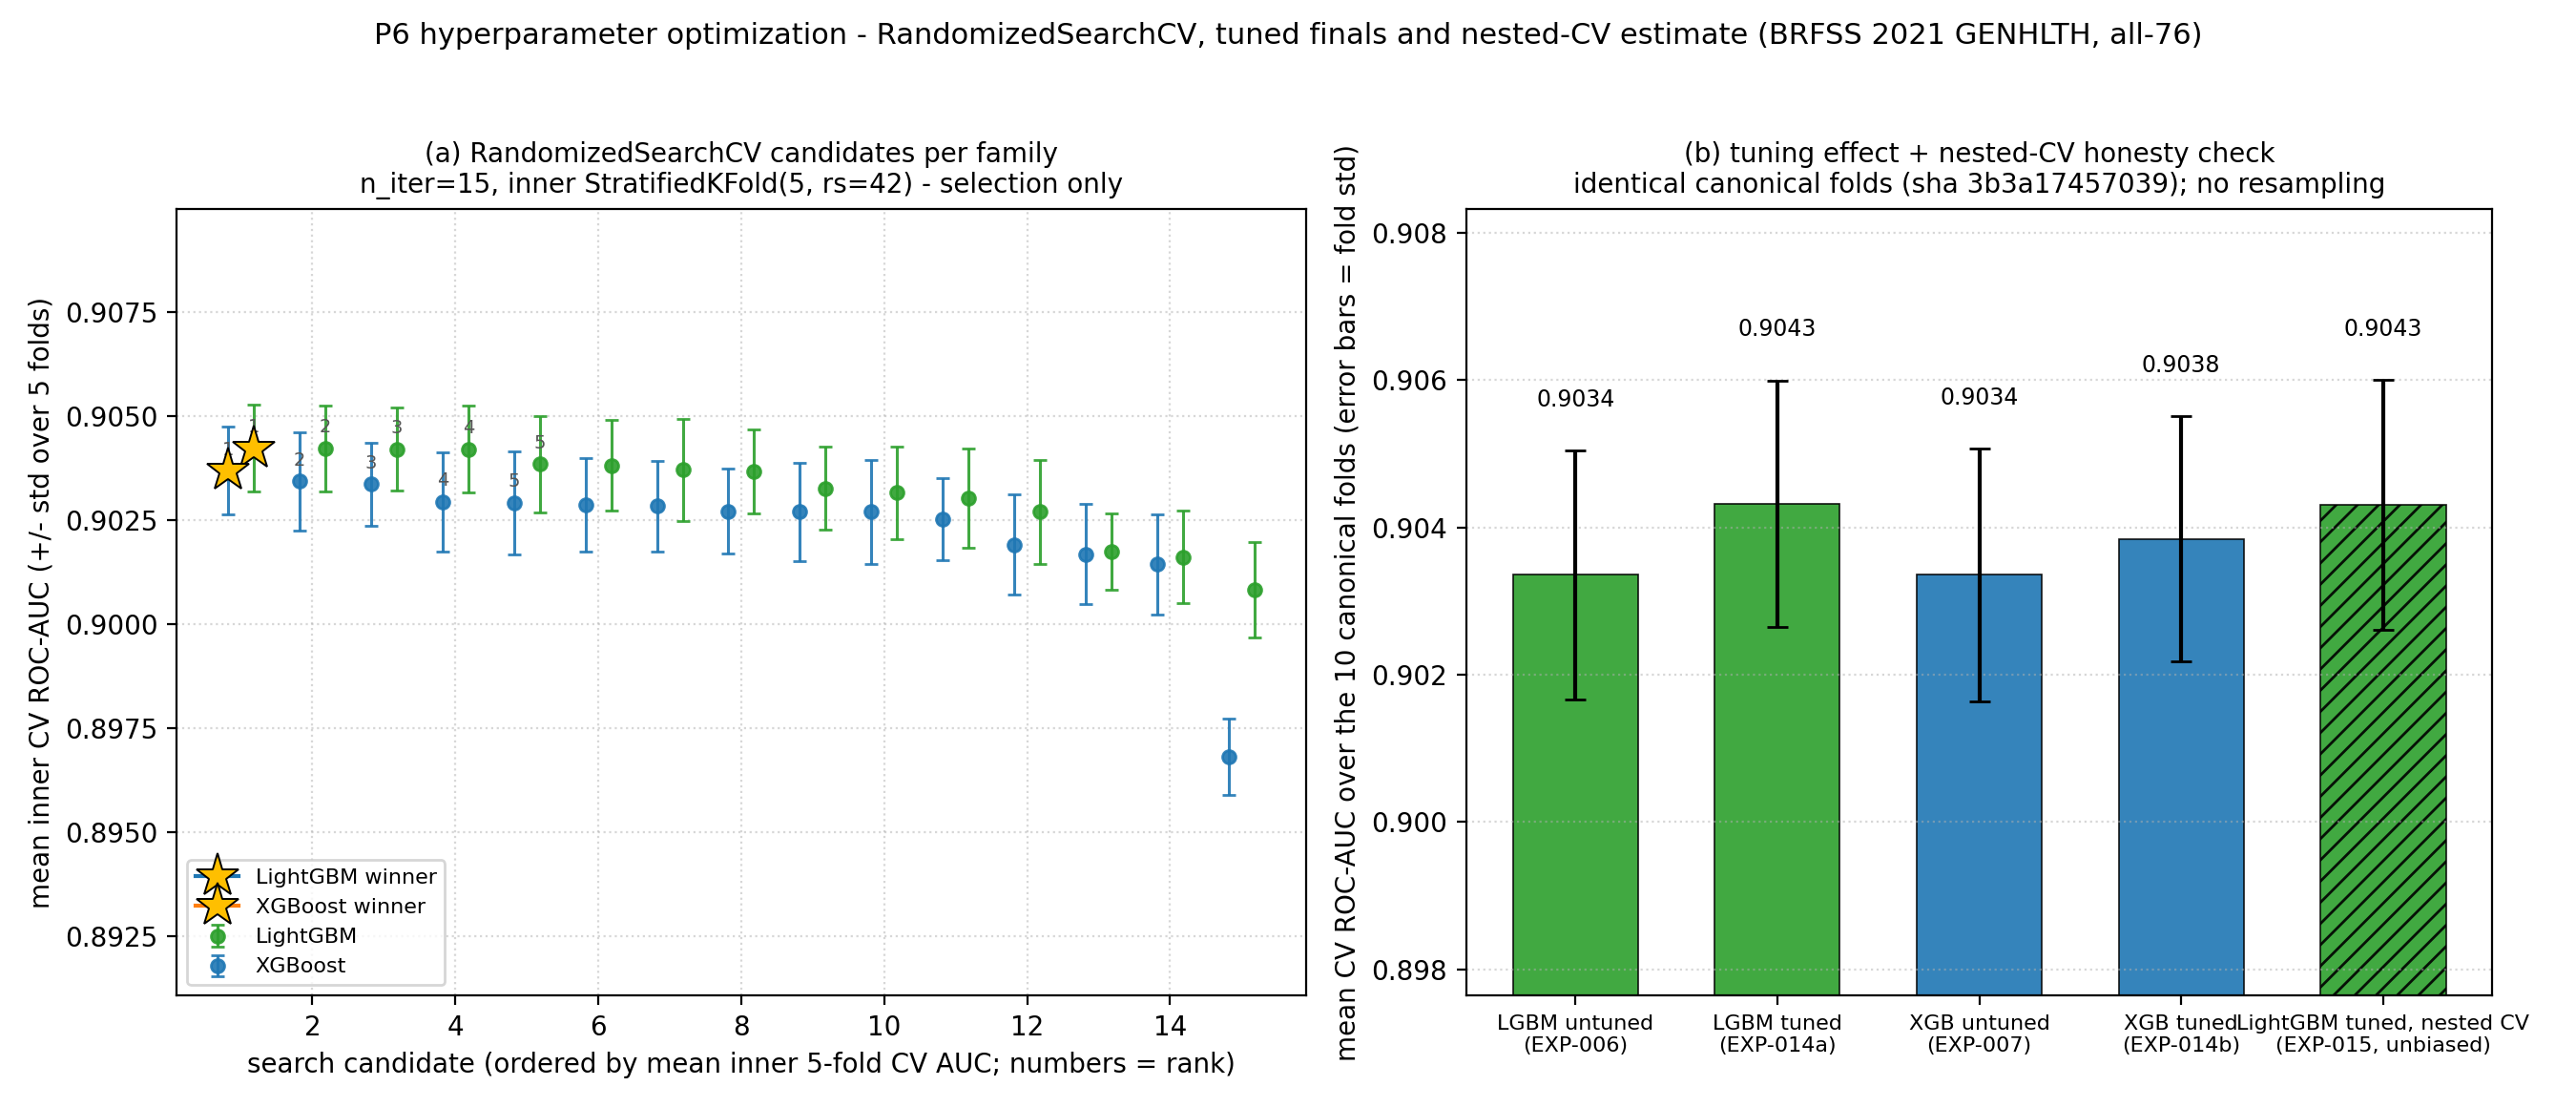 P6 hyperparameter optimization - RandomizedSearchCV, tuned finals and nested-CV estimate (BRFSS 2021 GENHLTH, all-76)
(a) RandomizedSearchCV candidates per family
n_iter=15, inner StratifiedKFold(5, rs=42) - selection only
mean inner CV ROC-AUC (+/- std over 5 folds)
0.9075
0.9050
0.9025
0.9000
0.8975
0.8950
0.8925
1
2
3
4
5
1
2
3
4
5
LightGBM winner
XGBoost winner
LightGBM
XGBoost
2
4
6
8
10
12
14
search candidate (ordered by mean inner 5-fold CV AUC; numbers = rank)
(b) tuning effect + nested-CV honesty check
identical canonical folds (sha 3b3a17457039); no resampling
mean CV ROC-AUC over the 10 canonical folds (error bars = fold std)
0.908
0.906
0.904
0.902
0.900
0.898
0.9034
0.9043
0.9034
0.9038
0.9043
LGBM untuned
(EXP-006)
LGBM tuned
(EXP-014a)
XGB untuned
(EXP-007)
XGB tuned
(EXP-014b)
LightGBM tuned, nested CV
(EXP-015, unbiased)